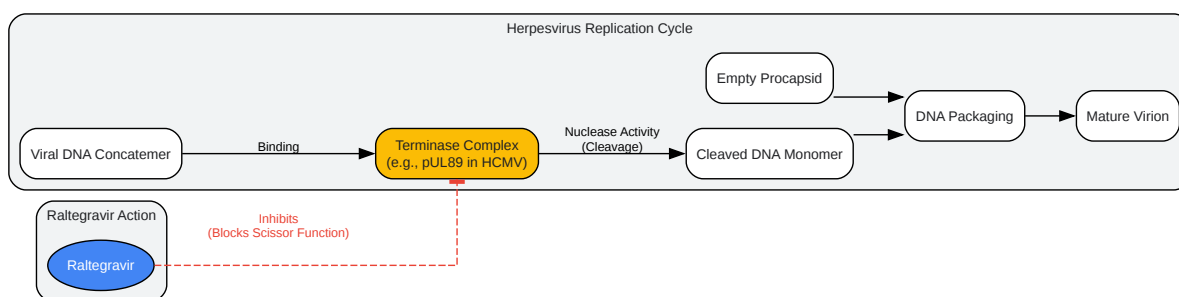 Herpesvirus Replication Cycle
Empty Procapsid
DNA Packaging
Mature Virion
Viral DNA Concatemer
Binding
Terminase Complex
(e.g., pUL89 in HCMV)
Nuclease Activity
(Cleavage)
Cleaved DNA Monomer
Raltegravir Action
Raltegravir
Inhibits
(Blocks Scissor Function)